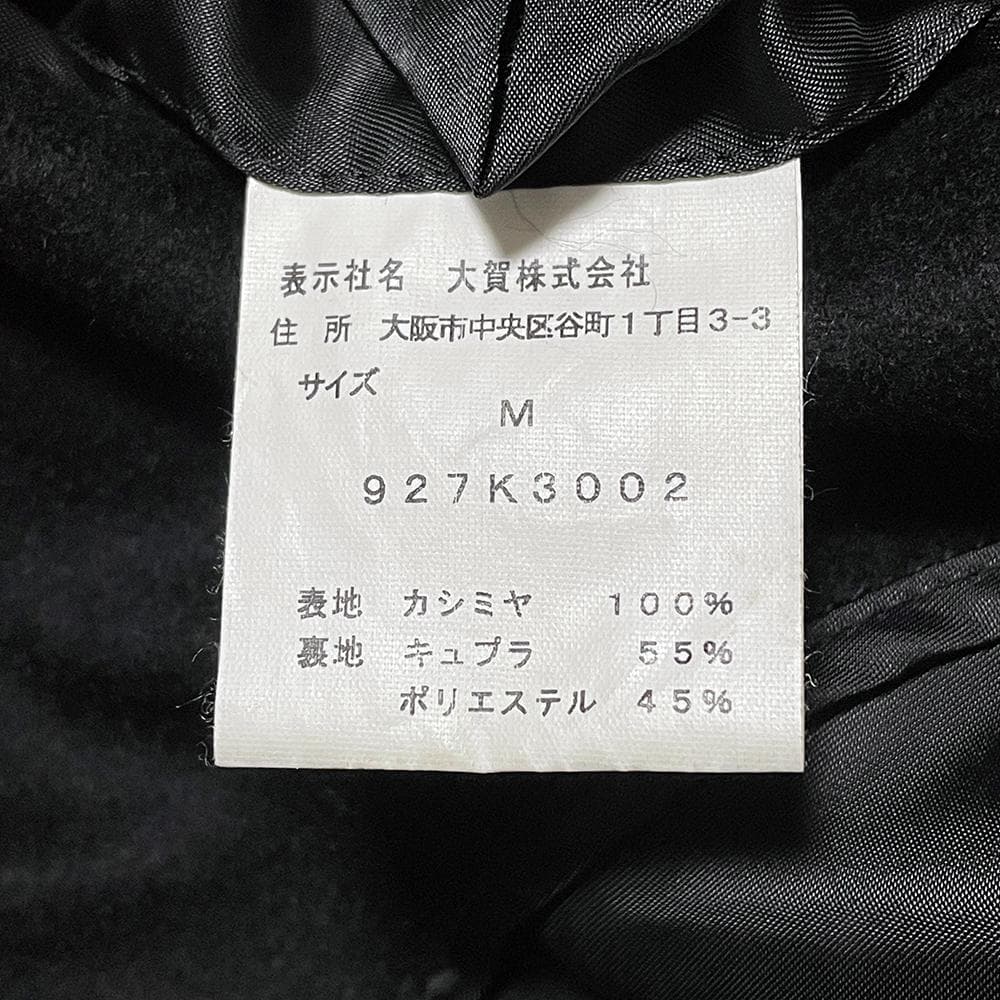 表示社名 大賀株式会社
住 所 大阪市中央区谷町1丁目3-3
サイズ
M
927K3002
表地 カシミヤ 100%
裏地 キュプラ 55%
ポリエステル 45%